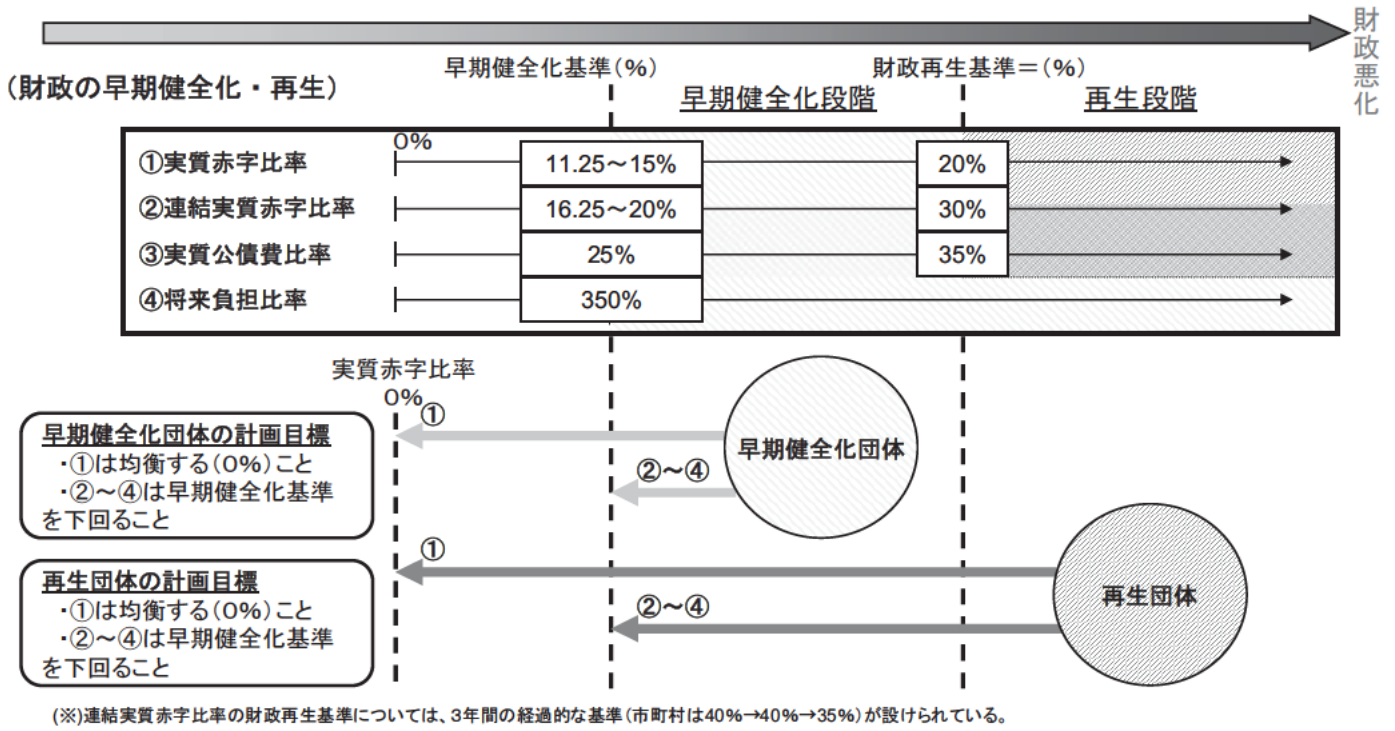 財政悪化
早期健全化基準(%)
財政再生基準=(%)
(財政の早期健全化・再生)
早期健全化段階
再生段階
0%
①実質赤字比率
11.25~15%
20%
②連結実質赤字比率
16.25~20%
30%
③実質公債費比率
25%
35%
④将来負担比率
350%
実質赤字比率
0%
①
早期健全化団体の計画目標
・①は均衡する(0%)こと
・②~④は早期健全化基準
を下回ること
②~④
早期健全化団体
①
再生団体の計画目標
・①は均衡する(0%)こと
・②~④は早期健全化基準
を下回ること
②~④
再生団体
(※)連結実質赤字比率の財政再生基準については、3年間の経過的な基準(市町村は40%→40%→35%)が設けられている。